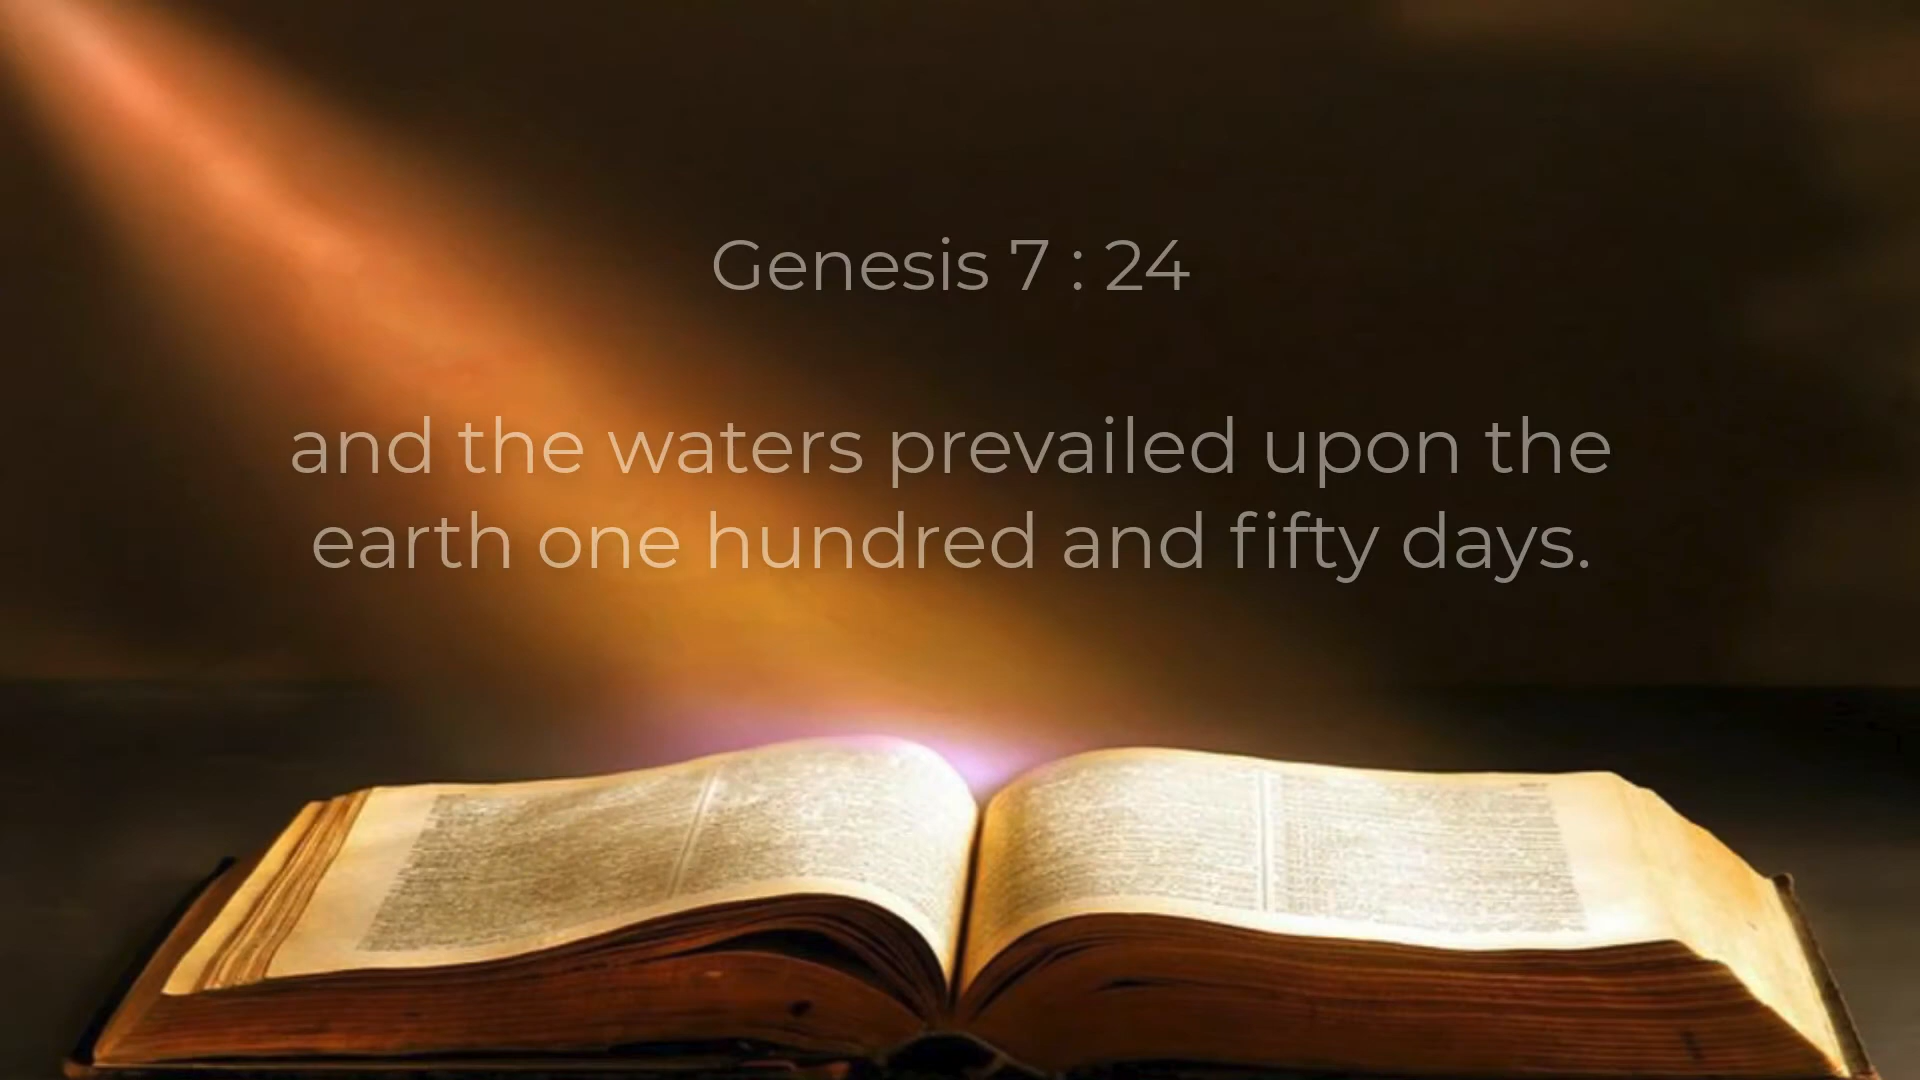 Genesis 7 : 24
and the waters prevailed upon the
earth one hundred and fifty days.